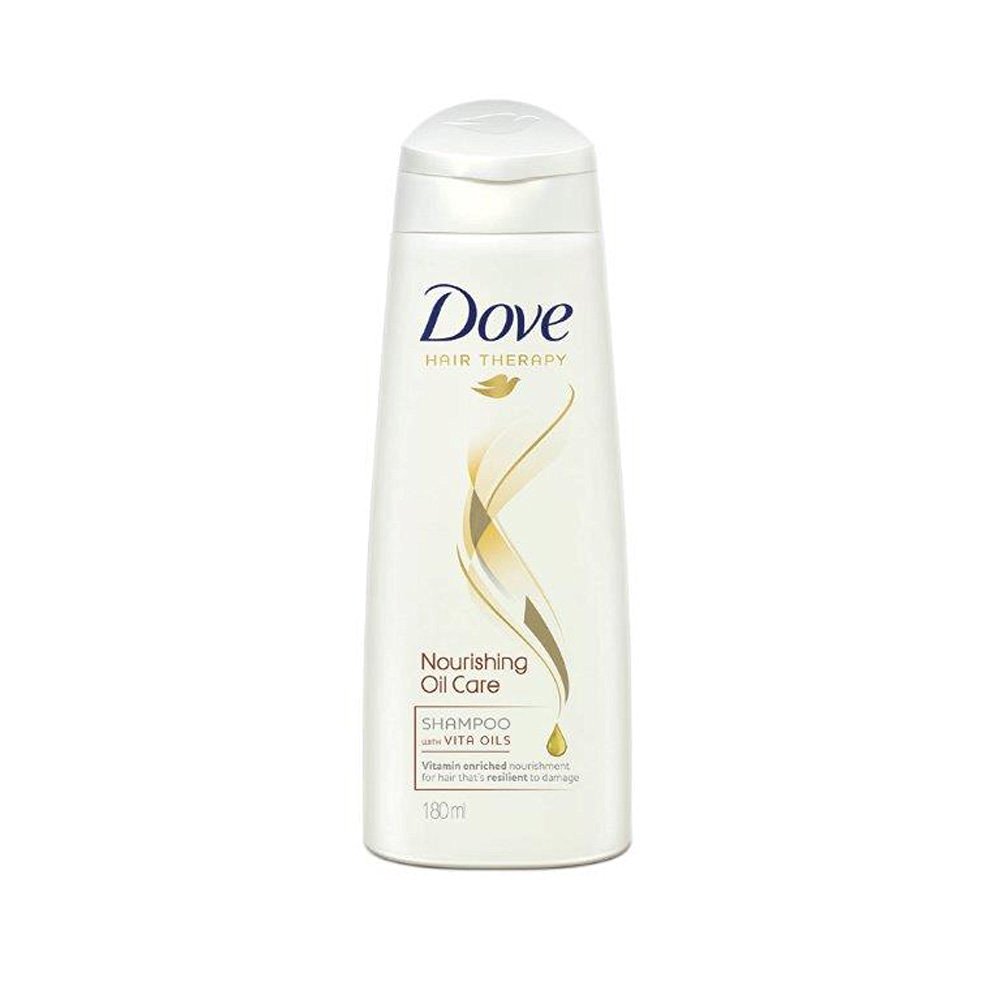 Dove
HAIR THERAPY
Nourishing
Oil Care
SHAMPOO
WITH VITA OILS
Vitamin enriched nourishment
for hair that's resilient to damage
180ml